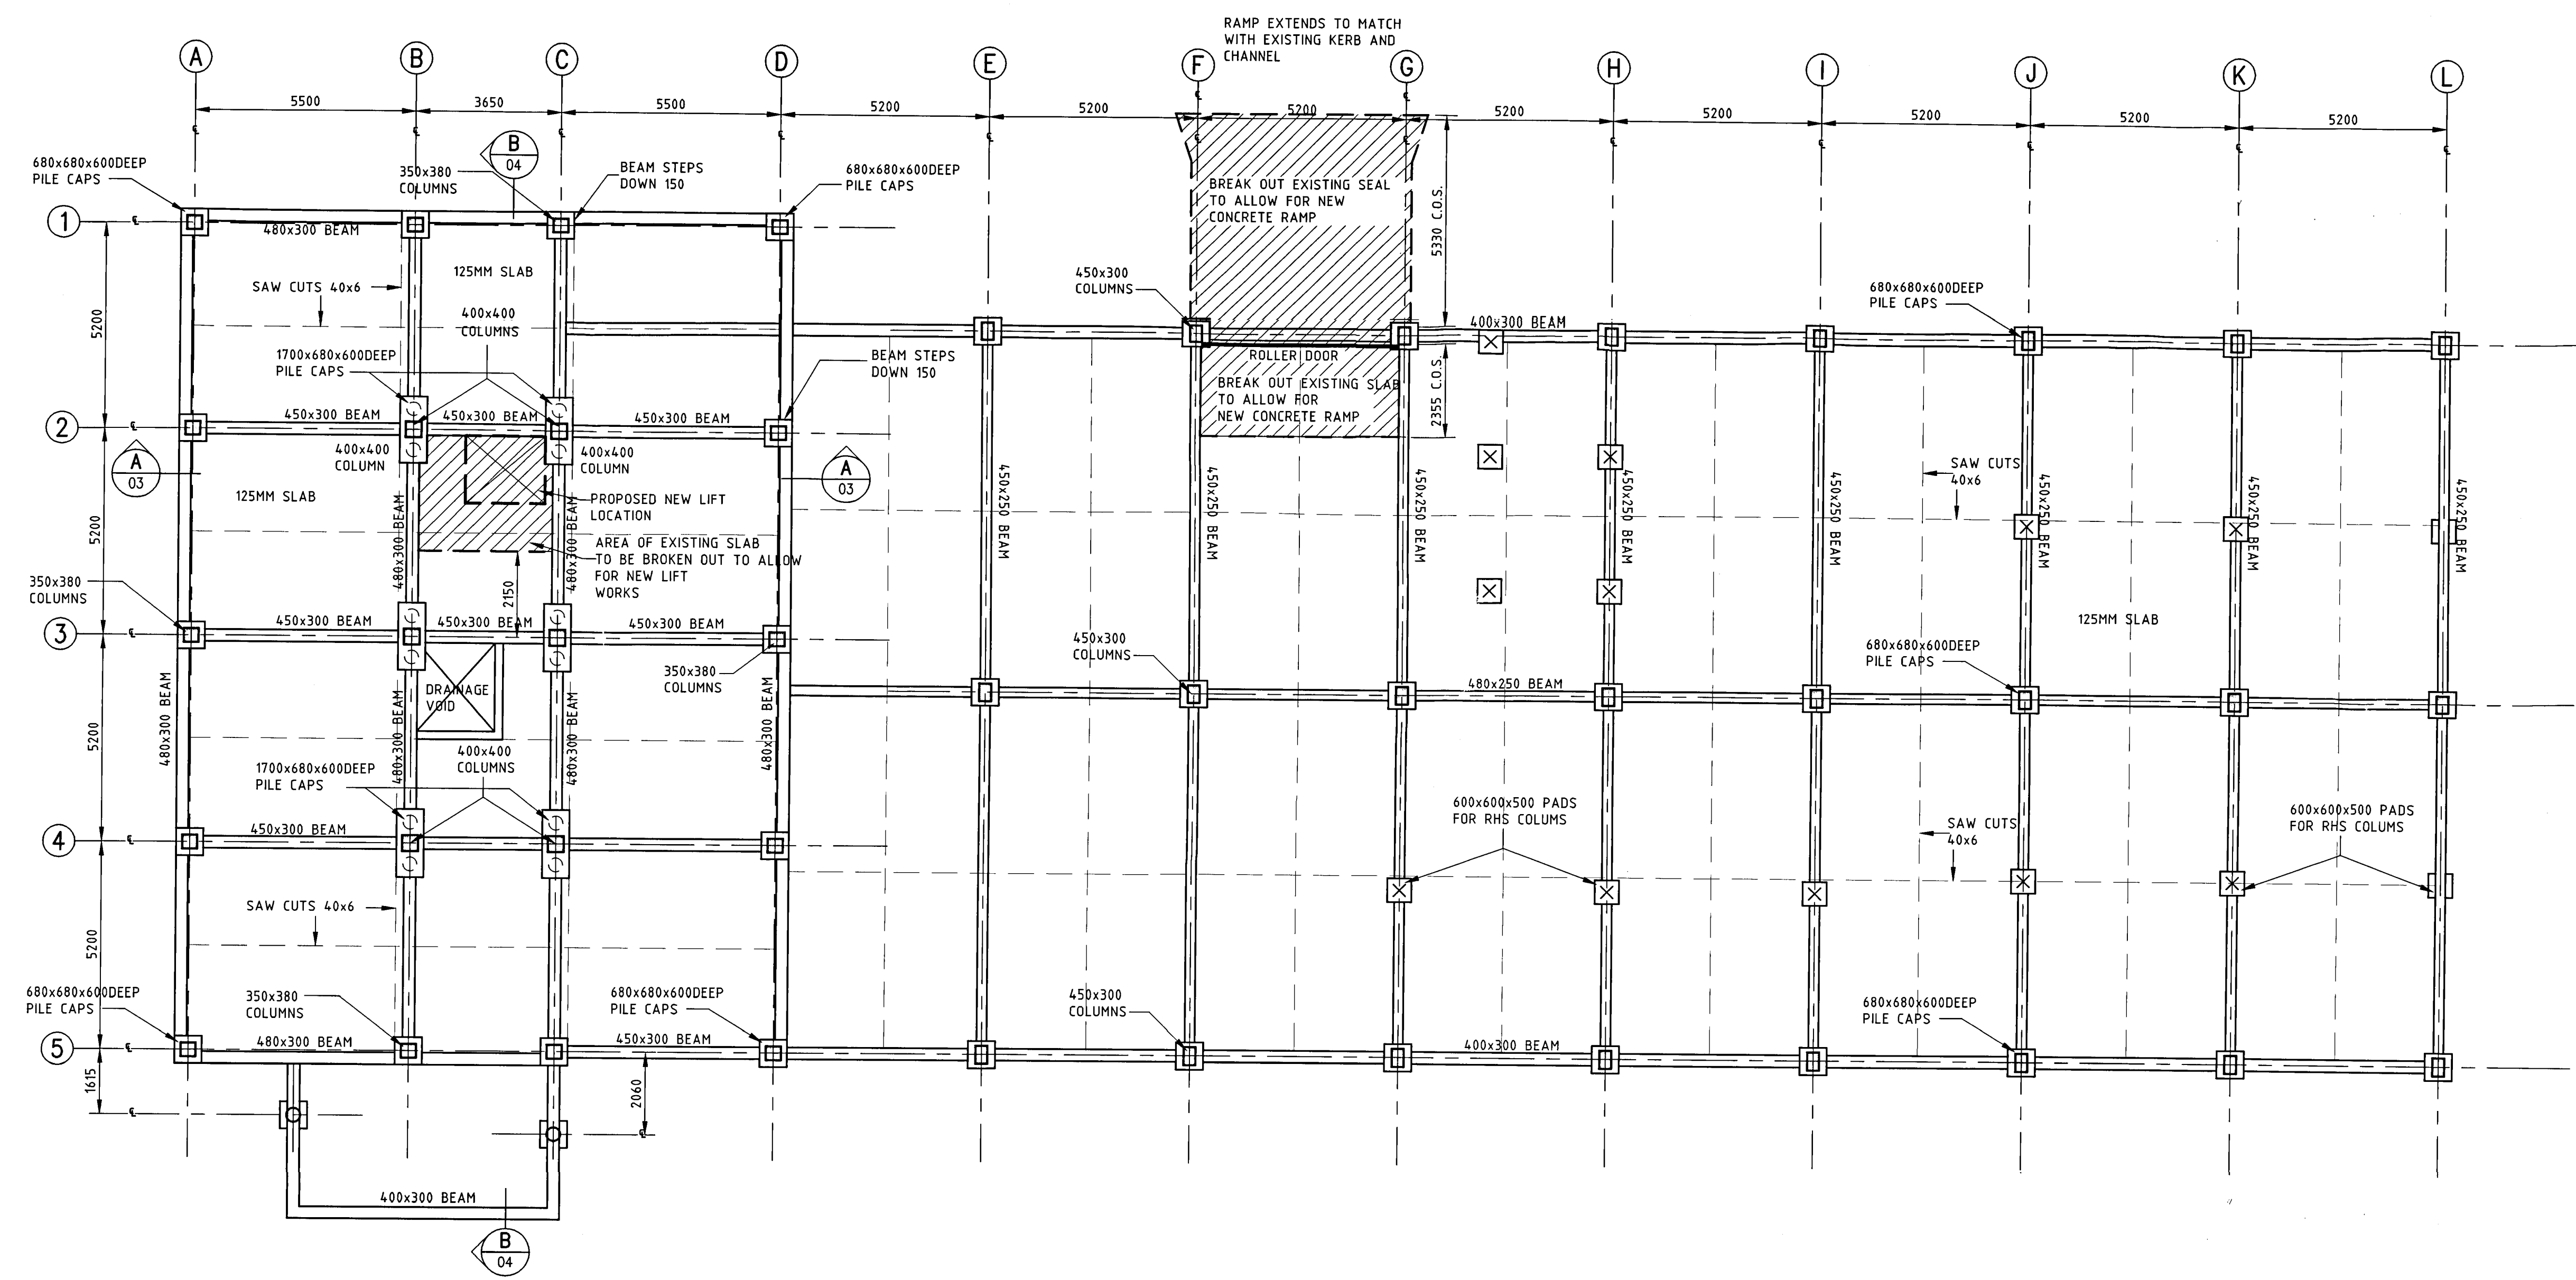 RAMP EXTENDS TO MATCH
WITH EXISTING KERB AND
CHANNEL
A
B
C
D
E
F
G
H
I
J
K
L
5500
3650
5500
5200
5200
5200
5200
5200
5200
5200
5200
680x680x600DEEP
PILE CAPS
B
04
350x380
COLUMNS
BEAM STEPS
DOWN 150
680x680x600DEEP
PILE CAPS
BREAK OUT EXISTING SEAL
TO ALLOW FOR NEW
CONCRETE RAMP
5330 C.O.S.
1
480x300 BEAM
125MM SLAB
SAW CUTS 40x6
400x400
COLUMNS
450x300
COLUMNS
680x680x600DEEP
PILE CAPS
5200
400x300 BEAM
1700x680x600DEEP
PILE CAPS
BEAM STEPS
DOWN 150
ROLLER DOOR
BREAK OUT EXISTING SLAB
TO ALLOW FOR
NEW CONCRETE RAMP
2355 C.O.S.
2
450x300 BEAM
450x300 BEAM
450x300 BEAM
400x400
COLUMN
400x400
COLUMN
A
03
A
03
125MM SLAB
PROPOSED NEW LIFT
LOCATION
AREA OF EXISTING SLAB
TO BE BROKEN OUT TO ALLOW
FOR NEW LIFT
WORKS
480x300 BEAM
480x300 BEAM
2150
5200
450x250 BEAM
450x250 BEAM
450x250 BEAM
450x250 BEAM
450x250 BEAM
450x250 BEAM
450x250 BEAM
450x250 BEAM
SAW CUTS
40x6
125MM SLAB
350x380
COLUMNS
3
450x300 BEAM
450x300 BEAM
450x300 BEAM
350x380
COLUMNS
450x300
COLUMNS
680x680x600DEEP
PILE CAPS
480x250 BEAM
DRAINAGE
VOID
480x300 BEAM
480x300 BEAM
480x300 BEAM
480x300 BEAM
5200
400x400
COLUMNS
1700x680x600DEEP
PILE CAPS
600x600x500 PADS
FOR RHS COLUMS
SAW CUTS
40x6
600x600x500 PADS
FOR RHS COLUMS
4
450x300 BEAM
SAW CUTS 40x6
5200
680x680x600DEEP
PILE CAPS
350x380
COLUMNS
680x680x600DEEP
PILE CAPS
450x300
COLUMNS
680x680x600DEEP
PILE CAPS
5
480x300 BEAM
450x300 BEAM
400x300 BEAM
1615
2060
400x300 BEAM
B
04